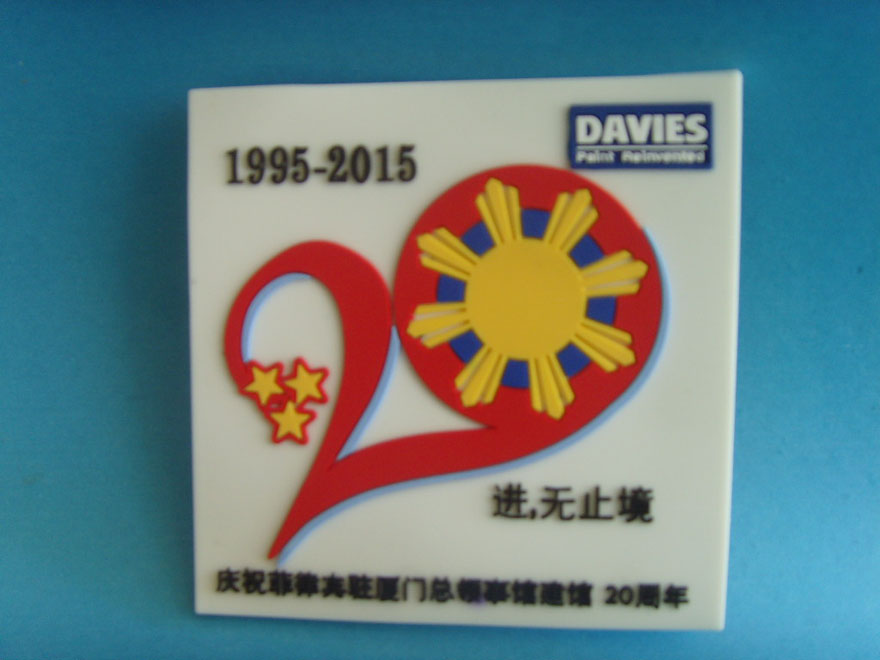 DAVIES
Paint Reinvented
1995-2015
进,无止境
庆祝菲律宾驻厦门总领事馆建馆 20周年